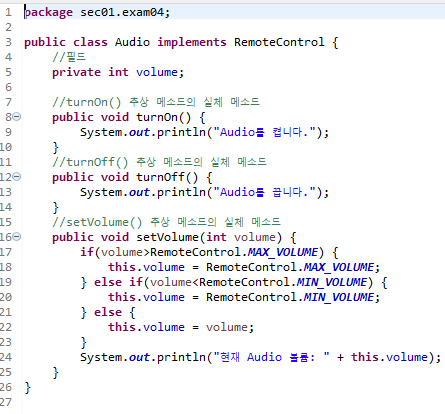 1 package sec01.exam04;
2
3 public class Audio implements RemoteControl {
4 //필드
5 private int volume;
6
7 //turnOn() 추상 메소드의 실체 메소드
8 public void turnOn() {
9 System.out.println("Audio를 켭니다.");
10 }
11 //turnOff() 추상 메소드의 실체 메소드
12 public void turnOff() {
13 System.out.println("Audio를 끕니다.");
14 }
15 //setVolume() 추상 메소드의 실체 메소드
16 public void setVolume(int volume) {
17 if(volume>RemoteControl.MAX_VOLUME) {
18 this.volume = RemoteControl.MAX_VOLUME;
19 } else if(volume<RemoteControl.MIN_VOLUME) {
20 this.volume = RemoteControl.MIN_VOLUME;
21 } else {
22 this.volume = volume;
23 }
24 System.out.println("현재 Audio 볼륨: " + this.volume);
25 }
26 }
27